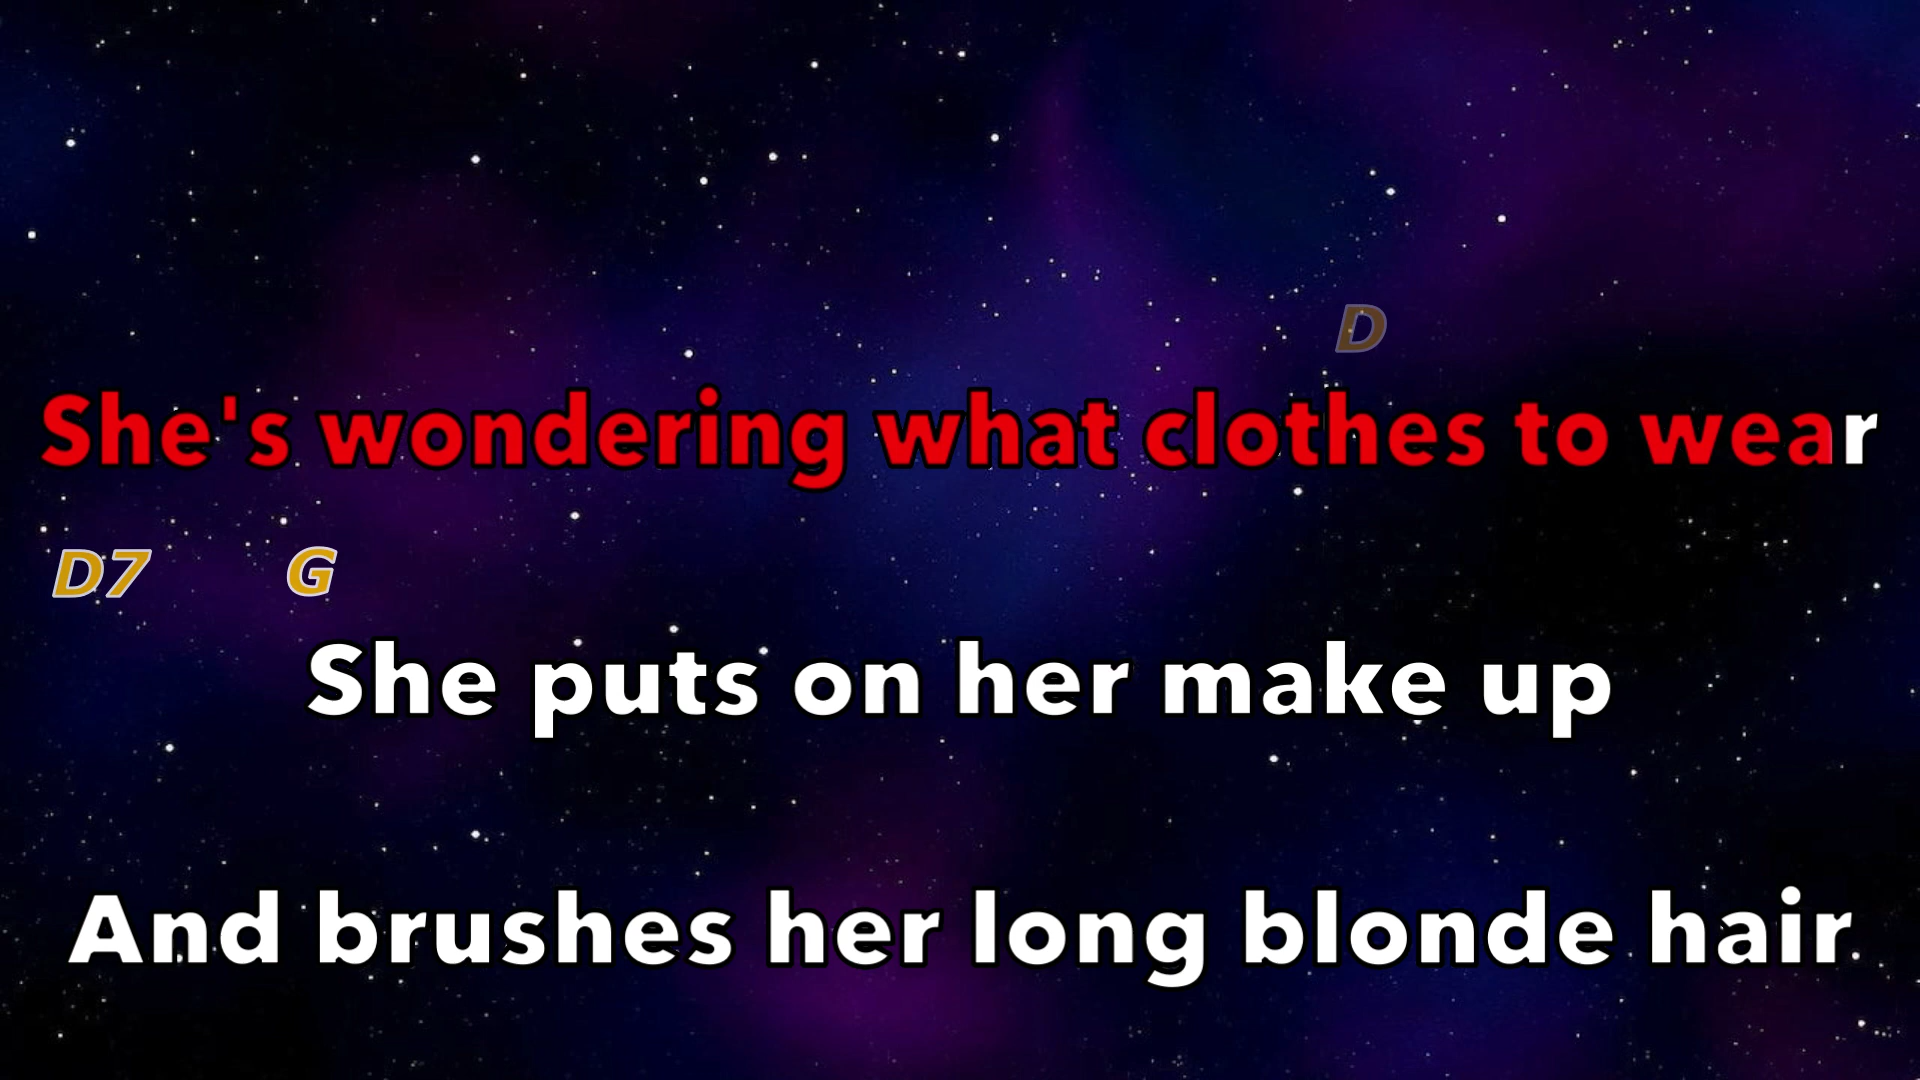 D
She's wondering what clothes to wear
D7 G
She puts on her make up
And brushes her long blonde hair